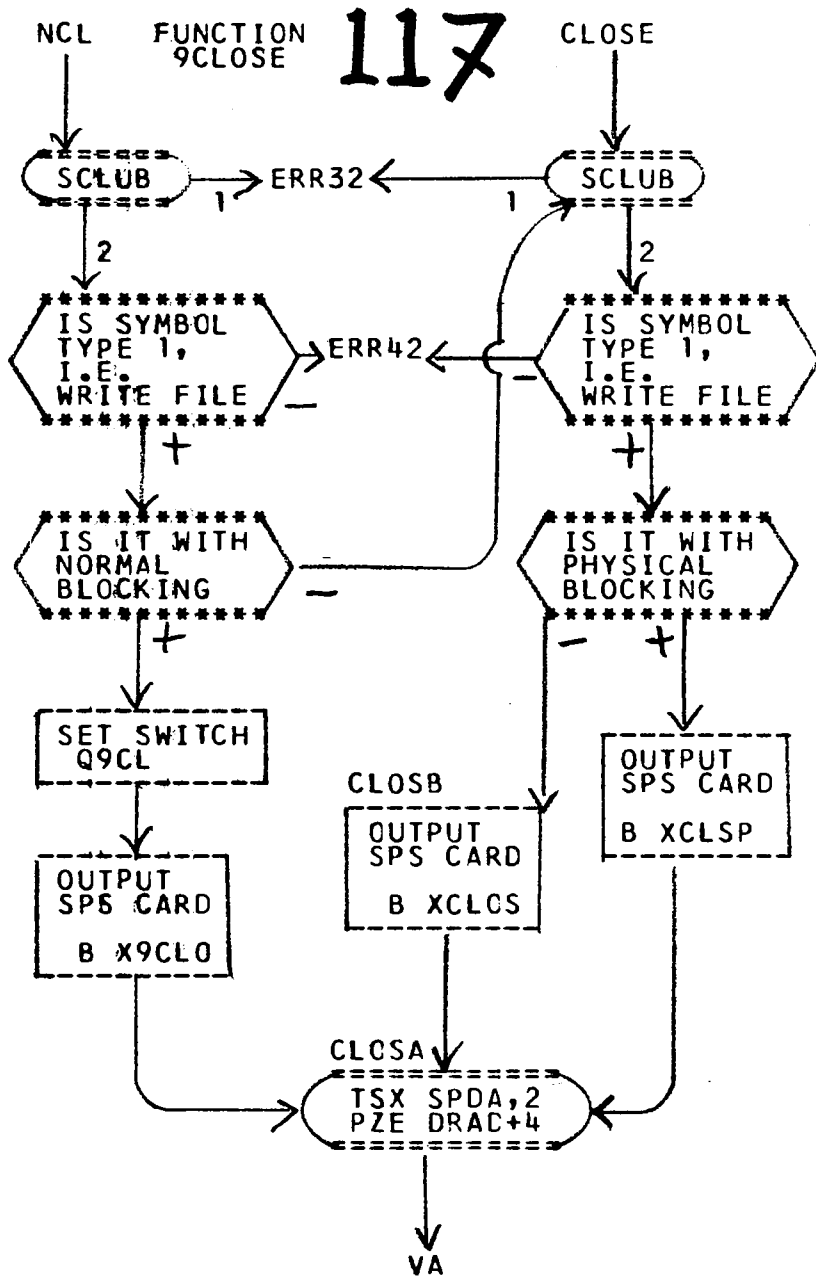 NCL
FUNCTION
9CLOSE
117
CLOSE
SCLUB
1
ERR32
1
SCLUB
2
2
IS SYMBOL
TYPE 1,
I.E.
WRITE FILE
-
+
ERR42
-
IS SYMBOL
TYPE 1,
I.E.
WRITE FILE
+
IS IT WITH
NORMAL
BLOCKING
-
+
IS IT WITH
PHYSICAL
BLOCKING
-
+
SET SWITCH
Q9CL
OUTPUT
SPS CARD
B X9CLO
CLOSB
OUTPUT
SPS CARD
B XCLOS
OUTPUT
SPS CARD
B XCLSP
CLOSA
TSX SPDA,2
PZE DRAC+4
VA